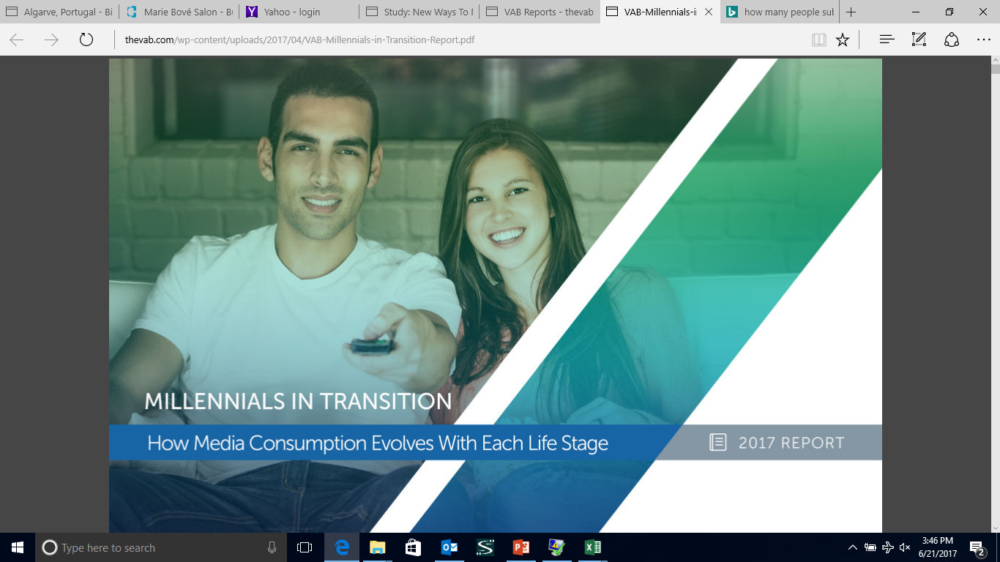 Algarve, Portugal - Bi
Marie Bové Salon - Bu
Yahoo - login
Study: New Ways To I
VAB Reports - thevab
VAB-Millennials-i
how many people sub
thevab.com/wp-content/uploads/2017/04/VAB-Millennials-in-Transition-Report.pdf
MILLENNIALS IN TRANSITION
How Media Consumption Evolves With Each Life Stage
2017 REPORT
Type here to search
3:46 PM
6/21/2017
2